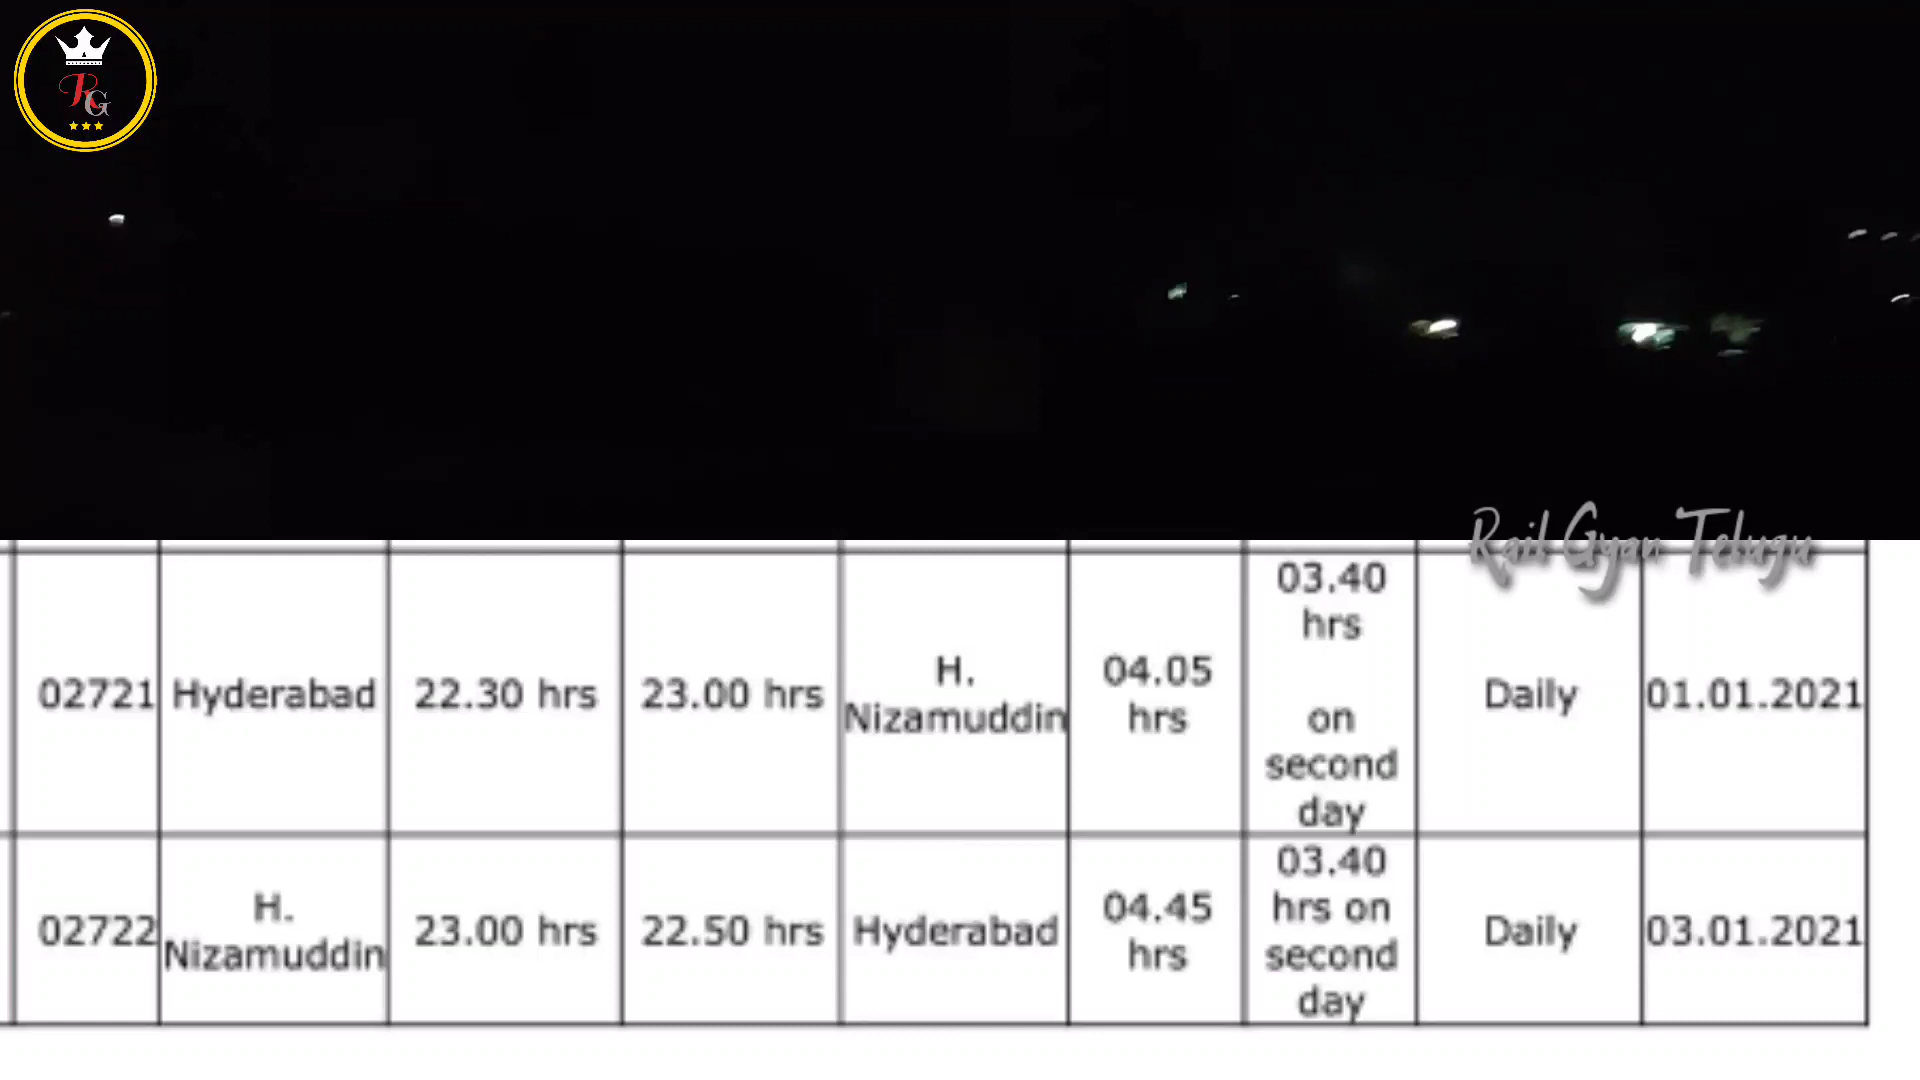 RG
Rail Gyan Telugu
02721 Hyderabad 22.30 hrs 23.00 hrs H. Nizamuddin 04.05 hrs 03.40 hrs on second day Daily 01.01.2021
02722 H. Nizamuddin 23.00 hrs 22.50 hrs Hyderabad 04.45 hrs 03.40 hrs on second day Daily 03.01.2021